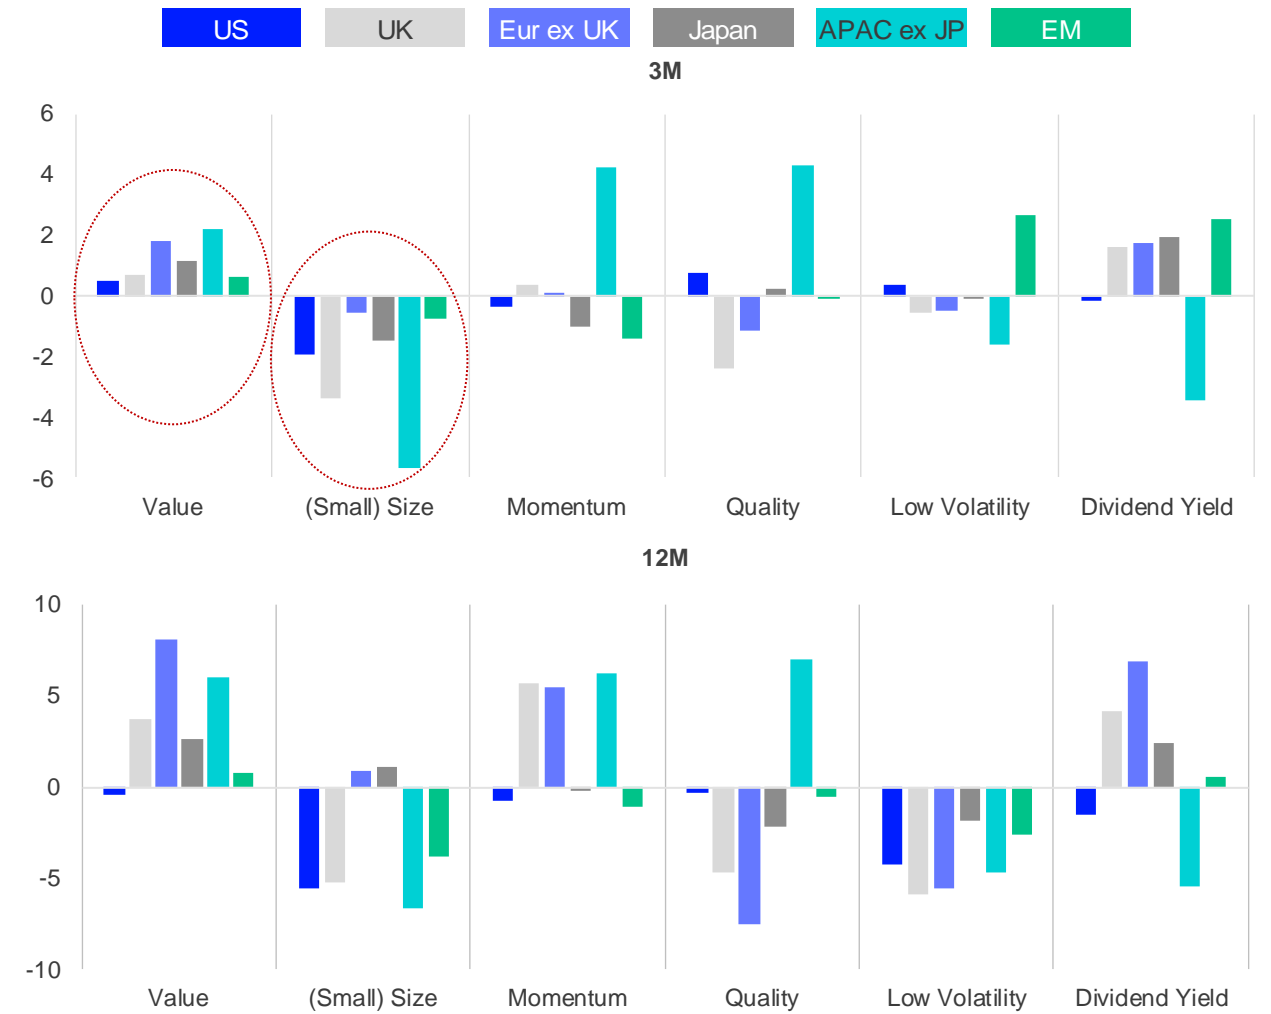 US UK Eur ex UK Japan APAC ex JP EM
3M
6
4
2
0
-2
-4
-6
Value (Small) Size Momentum Quality Low Volatility Dividend Yield
12M
10
5
0
-5
-10
Value (Small) Size Momentum Quality Low Volatility Dividend Yield